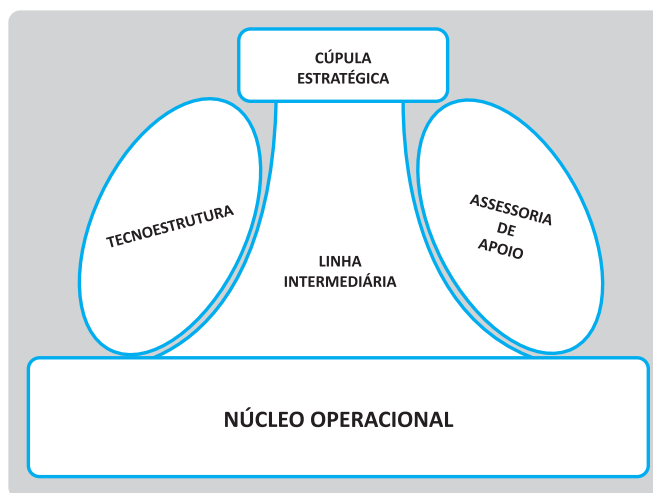 CÚPULA
ESTRATÉGICA
TECNOESTRUTURA
LINHA
INTERMEDIÁRIA
ASSESSORIA
DE
APOIO
NÚCLEO OPERACIONAL